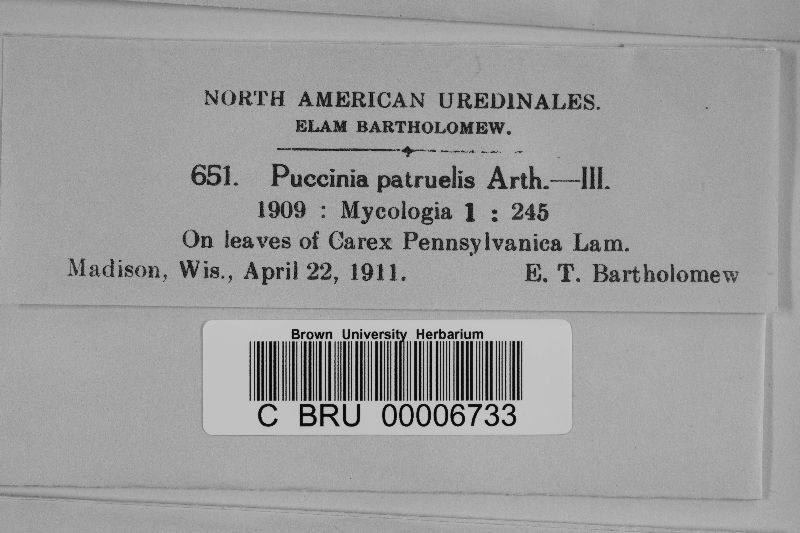 NORTH AMERICAN UREDINALES.
ELAM BARTHOLOMEW.
651. Puccinia patruelis Arth.—III.
1909 : Mycologia 1 : 245
On leaves of Carex Pennsylvanica Lam.
Madison, Wis., April 22, 1911. E. T. Bartholomew
Brown University Herbarium
C BRU 00006733